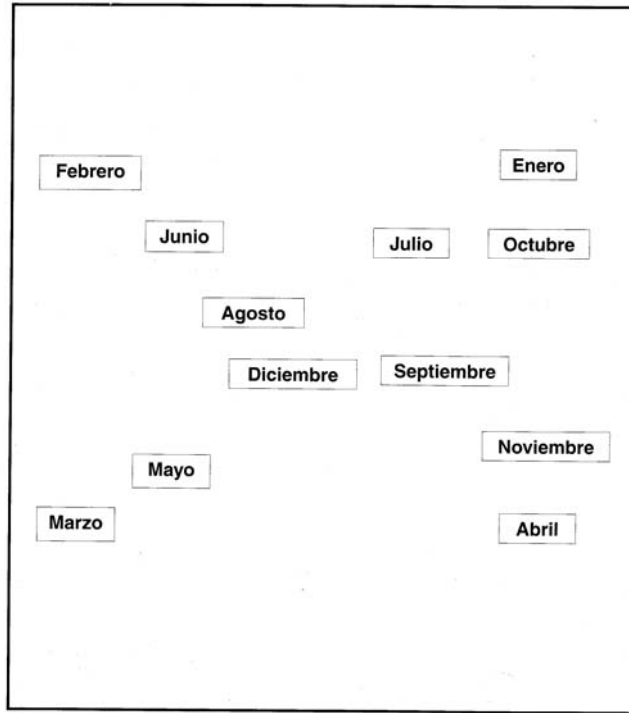 Enero
Febrero
Junio
Julio
Octubre
Agosto
Septiembre
Diciembre
Noviembre
Mayo
Marzo
Abril